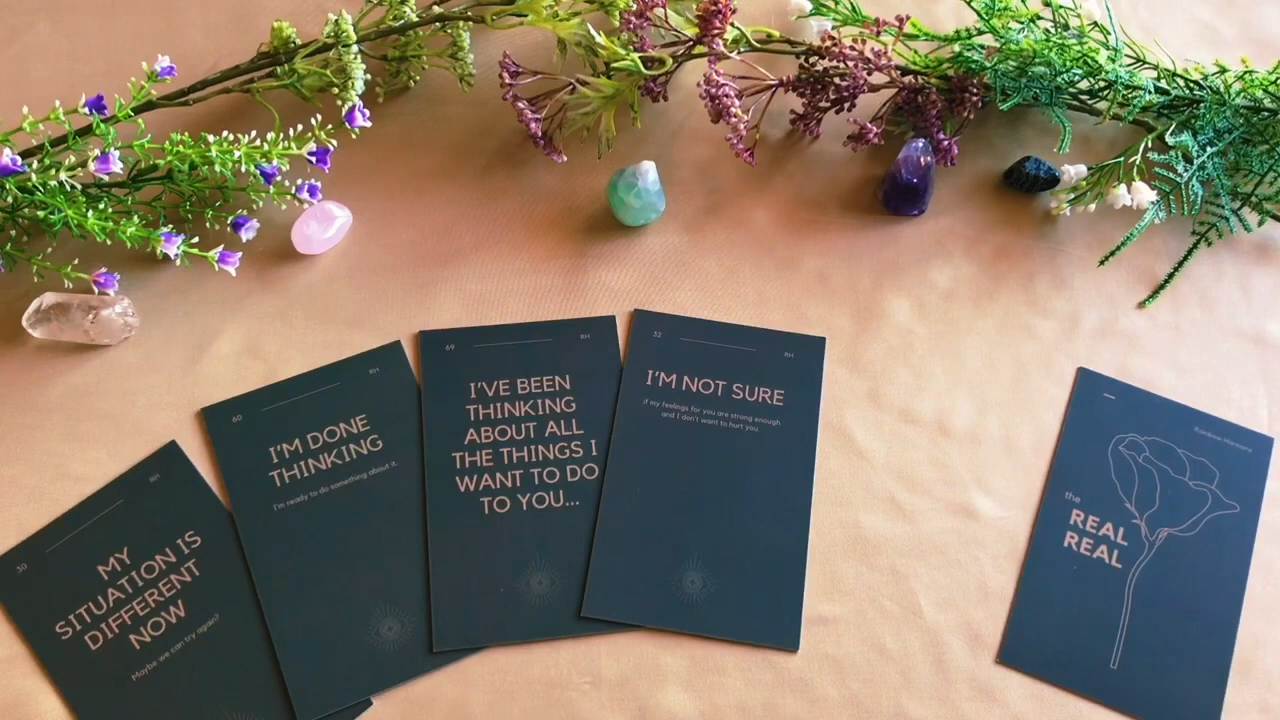 30
RH
MY
SITUATION IS
DIFFERENT
NOW
Maybe we can try again?
60
RH
I'M DONE
THINKING
I'm ready to do something about it.
69
RH
I'VE BEEN
THINKING
ABOUT ALL
THE THINGS I
WANT TO DO
TO YOU...
32
RH
I'M NOT SURE
if my feelings for you are strong enough,
and I don't want to hurt you.
Rainbow Harmony
the
REAL
REAL